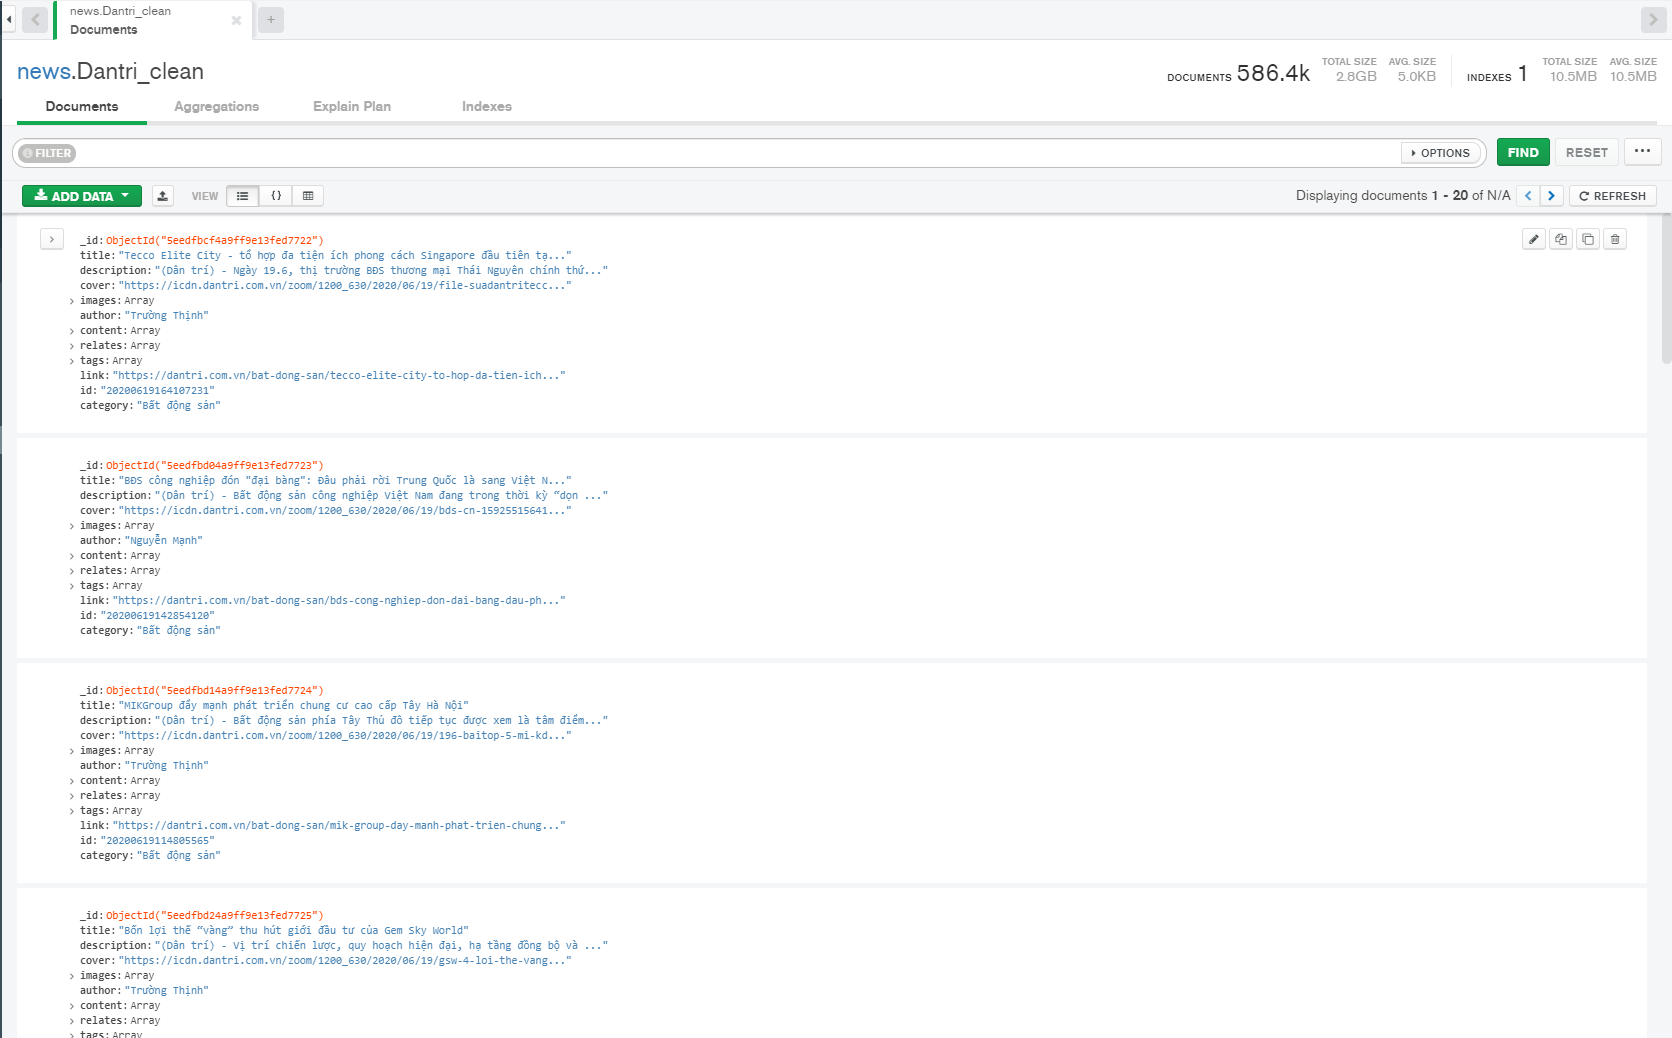 news.Dantri_clean
Documents
news.Dantri_clean
DOCUMENTS 586.4k TOTAL SIZE 2.8GB AVG. SIZE 5.0KB INDEXES 1 TOTAL SIZE 10.5MB AVG. SIZE 10.5MB
Documents Aggregations Explain Plan Indexes
FILTER OPTIONS FIND RESET ...
ADD DATA VIEW { } Displaying documents 1 - 20 of N/A < > REFRESH
_id: ObjectId("5eedfbcf4a9ff9e13fed7722")
title: "Tecco Elite City - tổ hợp đa tiện ích phong cách Singapore đầu tiên tạ..."
description: "(Dân trí) - Ngày 19.6, thị trường BĐS thương mại Thái Nguyên chính thứ..."
cover: "https://icdn.dantri.com.vn/zoom/1200_630/2020/06/19/file-suadantritecc..."
images: Array
author: "Trường Thịnh"
content: Array
relates: Array
tags: Array
link: "https://dantri.com.vn/bat-dong-san/tecco-elite-city-to-hop-da-tien-ich..."
id: "20200619164107231"
category: "Bất động sản"
_id: ObjectId("5eedfbd04a9ff9e13fed7723")
title: "BĐS công nghiệp đón "đại bàng": Đâu phải rời Trung Quốc là sang Việt N..."
description: "(Dân trí) - Bất động sản công nghiệp Việt Nam đang trong thời kỳ “dọn ..."
cover: "https://icdn.dantri.com.vn/zoom/1200_630/2020/06/19/bds-cn-15925515641..."
images: Array
author: "Nguyễn Mạnh"
content: Array
relates: Array
tags: Array
link: "https://dantri.com.vn/bat-dong-san/bds-cong-nghiep-don-dai-bang-dau-ph..."
id: "20200619142854120"
category: "Bất động sản"
_id: ObjectId("5eedfbd14a9ff9e13fed7724")
title: "MIKGroup đẩy mạnh phát triển chung cư cao cấp Tây Hà Nội"
description: "(Dân trí) - Bất động sản phía Tây Thủ đô tiếp tục được xem là tâm điểm..."
cover: "https://icdn.dantri.com.vn/zoom/1200_630/2020/06/19/196-baitop-5-mi-kd..."
images: Array
author: "Trường Thịnh"
content: Array
relates: Array
tags: Array
link: "https://dantri.com.vn/bat-dong-san/mik-group-day-manh-phat-trien-chung..."
id: "20200619114805565"
category: "Bất động sản"
_id: ObjectId("5eedfbd24a9ff9e13fed7725")
title: "Bốn lợi thế “vàng” thu hút giới đầu tư của Gem Sky World"
description: "(Dân trí) - Vị trí chiến lược, quy hoạch hiện đại, hạ tầng đồng bộ và ..."
cover: "https://icdn.dantri.com.vn/zoom/1200_630/2020/06/19/gsw-4-loi-the-vang..."
images: Array
author: "Trường Thịnh"
content: Array
relates: Array
tags: Array